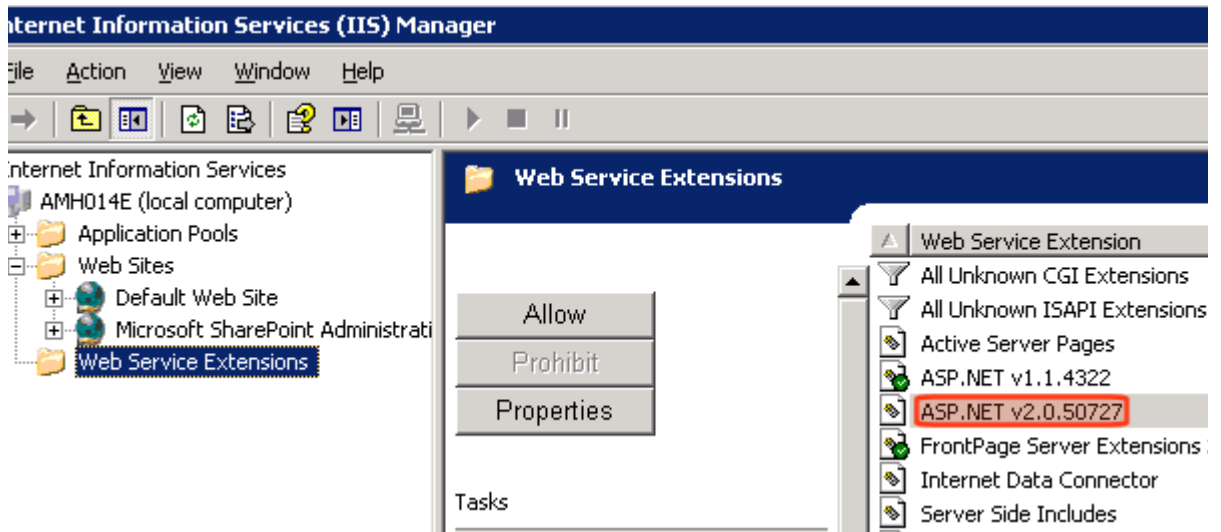 nternet Information Services (IIS) Manager
File Action View Window Help
Internet Information Services
AMH014E (local computer)
Application Pools
Web Sites
Default Web Site
Microsoft SharePoint Administrati
Web Service Extensions
Web Service Extensions
Allow
Prohibit
Properties
Tasks
Web Service Extension
All Unknown CGI Extensions
All Unknown ISAPI Extensions
Active Server Pages
ASP.NET v1.1.4322
ASP.NET v2.0.50727
FrontPage Server Extensions
Internet Data Connector
Server Side Includes